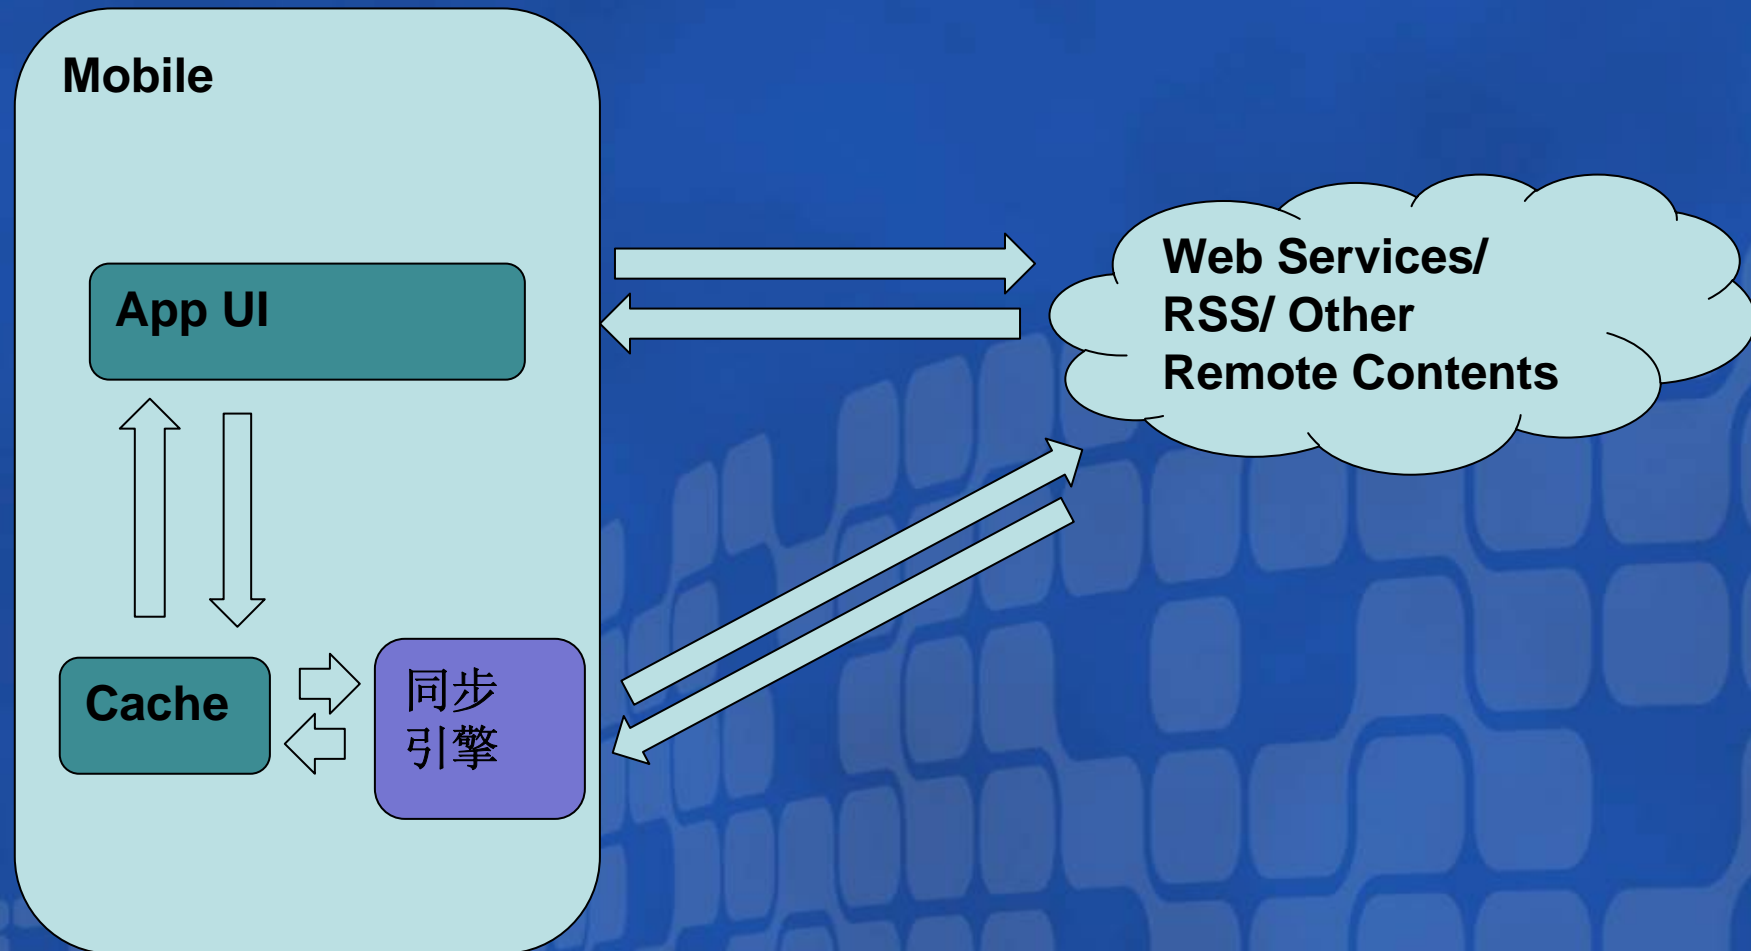 Mobile
App UI
Cache
同步
引擎
Web Services/
RSS/ Other
Remote Contents